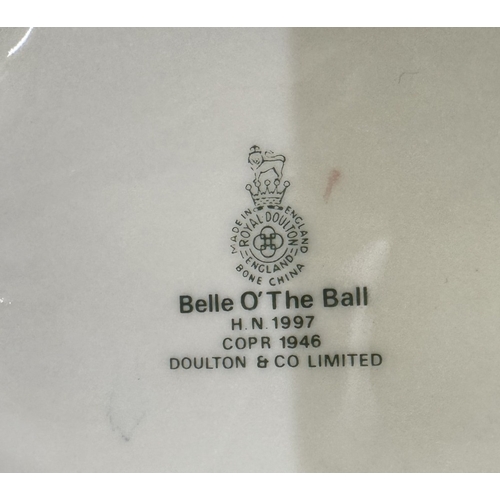 MADE IN ENGLAND
ROYAL DOULTON
ENGLAND
BONE CHINA
Belle O' The Ball
H.N. 1997
COPR 1946
DOULTON & CO LIMITED